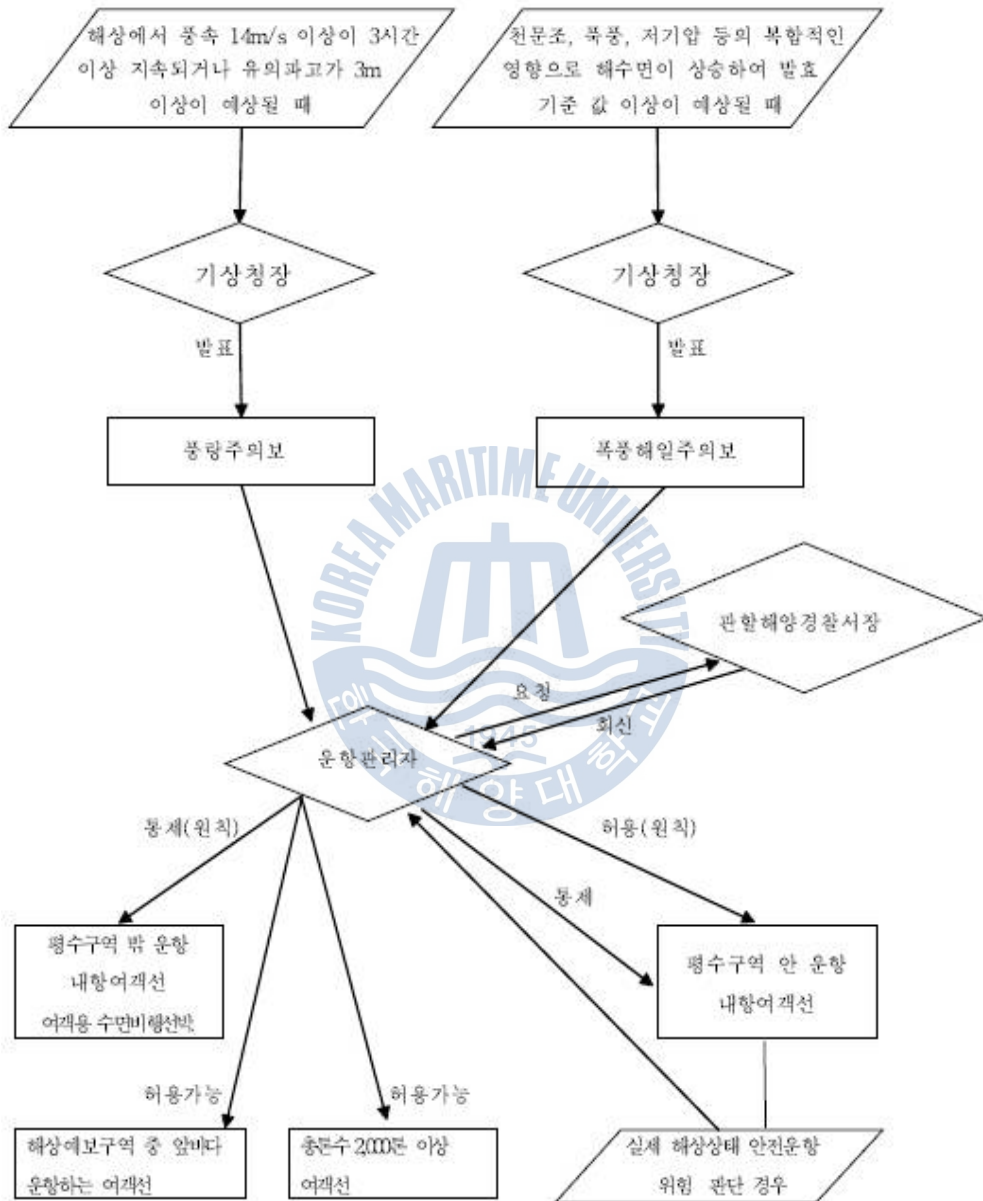 해상에서 풍속 14m/s 이상이 3시간
이상 지속되거나 유의파고가 3m
이상이 예상될 때
천문조, 폭풍, 저기압 등의 복합적인
영향으로 해수면이 상승하여 발효
기준 값 이상이 예상될 때
기상청장
기상청장
발표
발표
풍랑주의보
폭풍해일주의보
KOREA MARITIME UNIVERSITY
관할해양경찰서장
요청
회신
1945
운항관리자
한국해양대학교
통제(원칙)
허용(원칙)
통제
평수구역 밖 운항
내항여객선
여객용 수면비행선박
평수구역 안 운항
내항여객선
허용가능
허용가능
해상예보구역 중 앞바다
운항하는 여객선
총톤수 2,000톤 이상
여객선
실제 해상상태 안전운항
위험 판단 경우